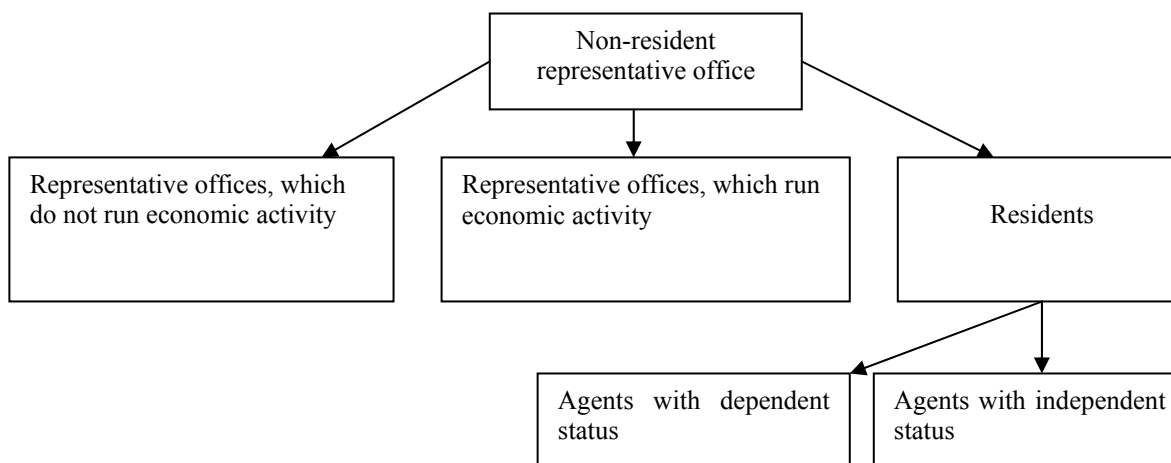 Non-resident
representative office
Representative offices, which
do not run economic activity
Representative offices, which run
economic activity
Residents
Agents with dependent
status
Agents with independent
status